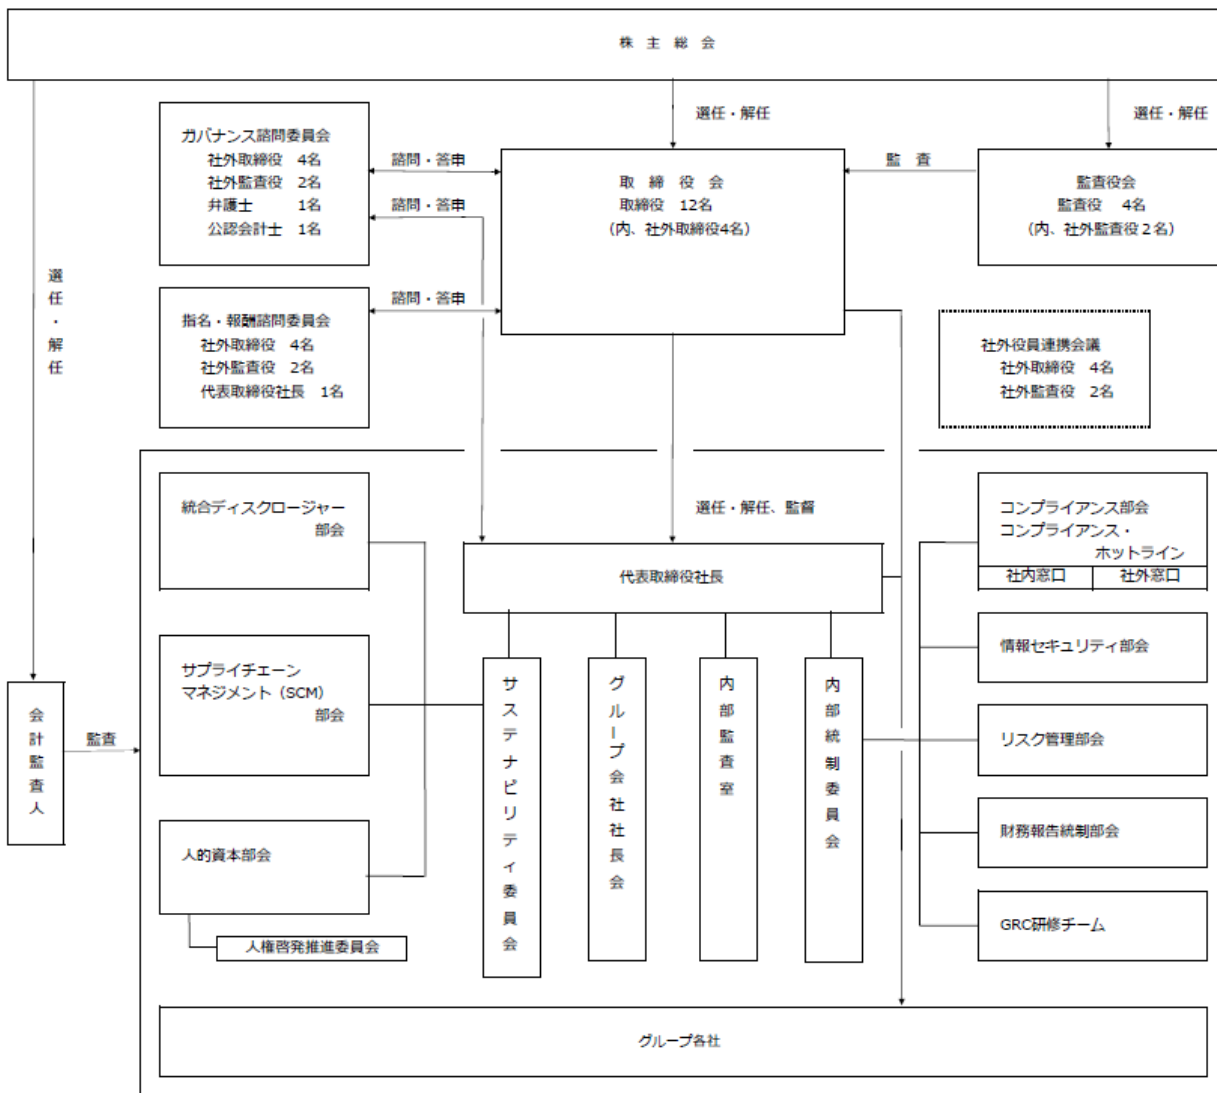 株主総会
選任・解任
選任・解任
選任・解任
ガバナンス諮問委員会
社外取締役 4名
社外監査役 2名
弁護士 1名
公認会計士 1名
諮問・答申
諮問・答申
取締役会
取締役 12名
(内、社外取締役4名)
監査
監査役会
監査役 4名
(内、社外監査役2名)
指名・報酬諮問委員会
社外取締役 4名
社外監査役 2名
代表取締役社長 1名
諮問・答申
社外役員連携会議
社外取締役 4名
社外監査役 2名
選任・解任、監督
代表取締役社長
統合ディスクロージャー
部会
サプライチェーン
マネジメント(SCM)
部会
人的資本部会
人権啓発推進委員会
会計監査人
監査
サステナビリティ委員会
グループ会社社長会
内部監査室
内部統制委員会
コンプライアンス部会
コンプライアンス・
ホットライン
社内窓口 社外窓口
情報セキュリティ部会
リスク管理部会
財務報告統制部会
GRC研修チーム
グループ各社